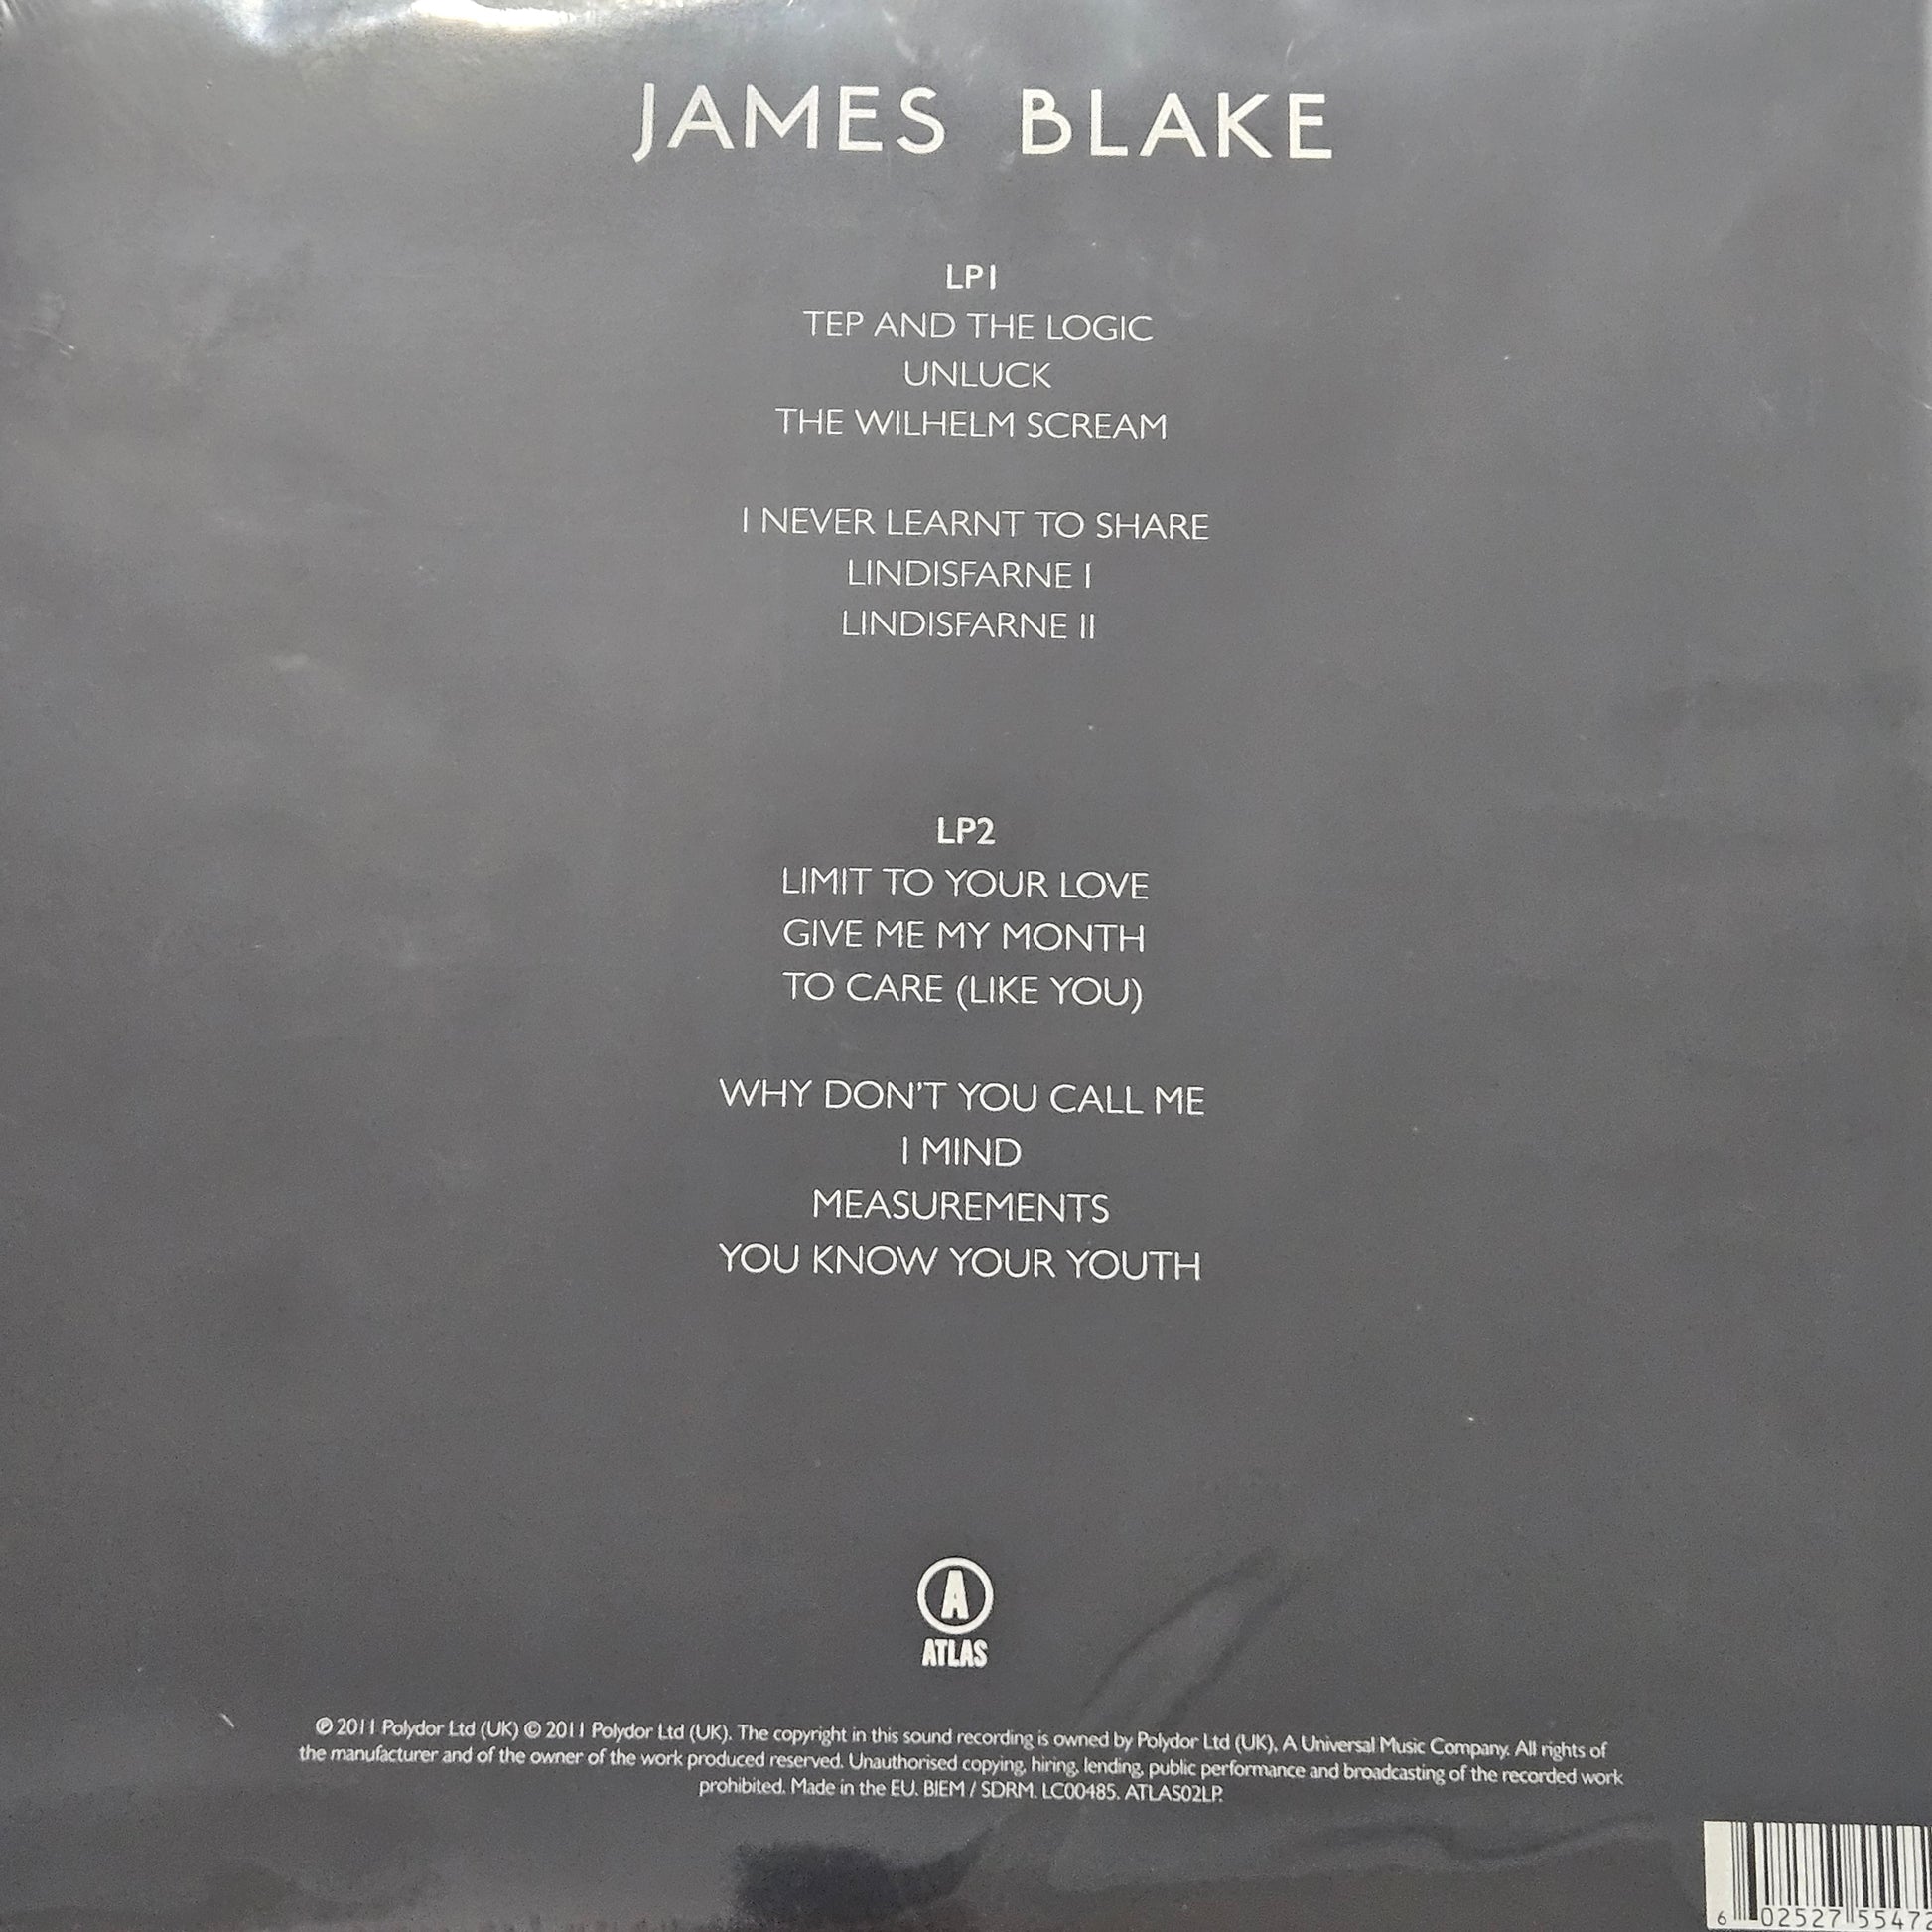 JAMES BLAKE
LP1
TEP AND THE LOGIC
UNLUCK
THE WILHELM SCREAM
I NEVER LEARNT TO SHARE
LINDISFARNE I
LINDISFARNE II
LP2
LIMIT TO YOUR LOVE
GIVE ME MY MONTH
TO CARE (LIKE YOU)
WHY DON'T YOU CALL ME
I MIND
MEASUREMENTS
YOU KNOW YOUR YOUTH
A
ATLAS
℗ 2011 Polydor Ltd (UK) © 2011 Polydor Ltd (UK). The copyright in this sound recording is owned by Polydor Ltd (UK), A Universal Music Company. All rights of
the manufacturer and of the owner of the work produced reserved. Unauthorised copying, hiring, lending, public performance and broadcasting of the recorded work
prohibited. Made in the EU. BIEM / SDRM. LC00485. ATLAS02LP.
6 02527 55472